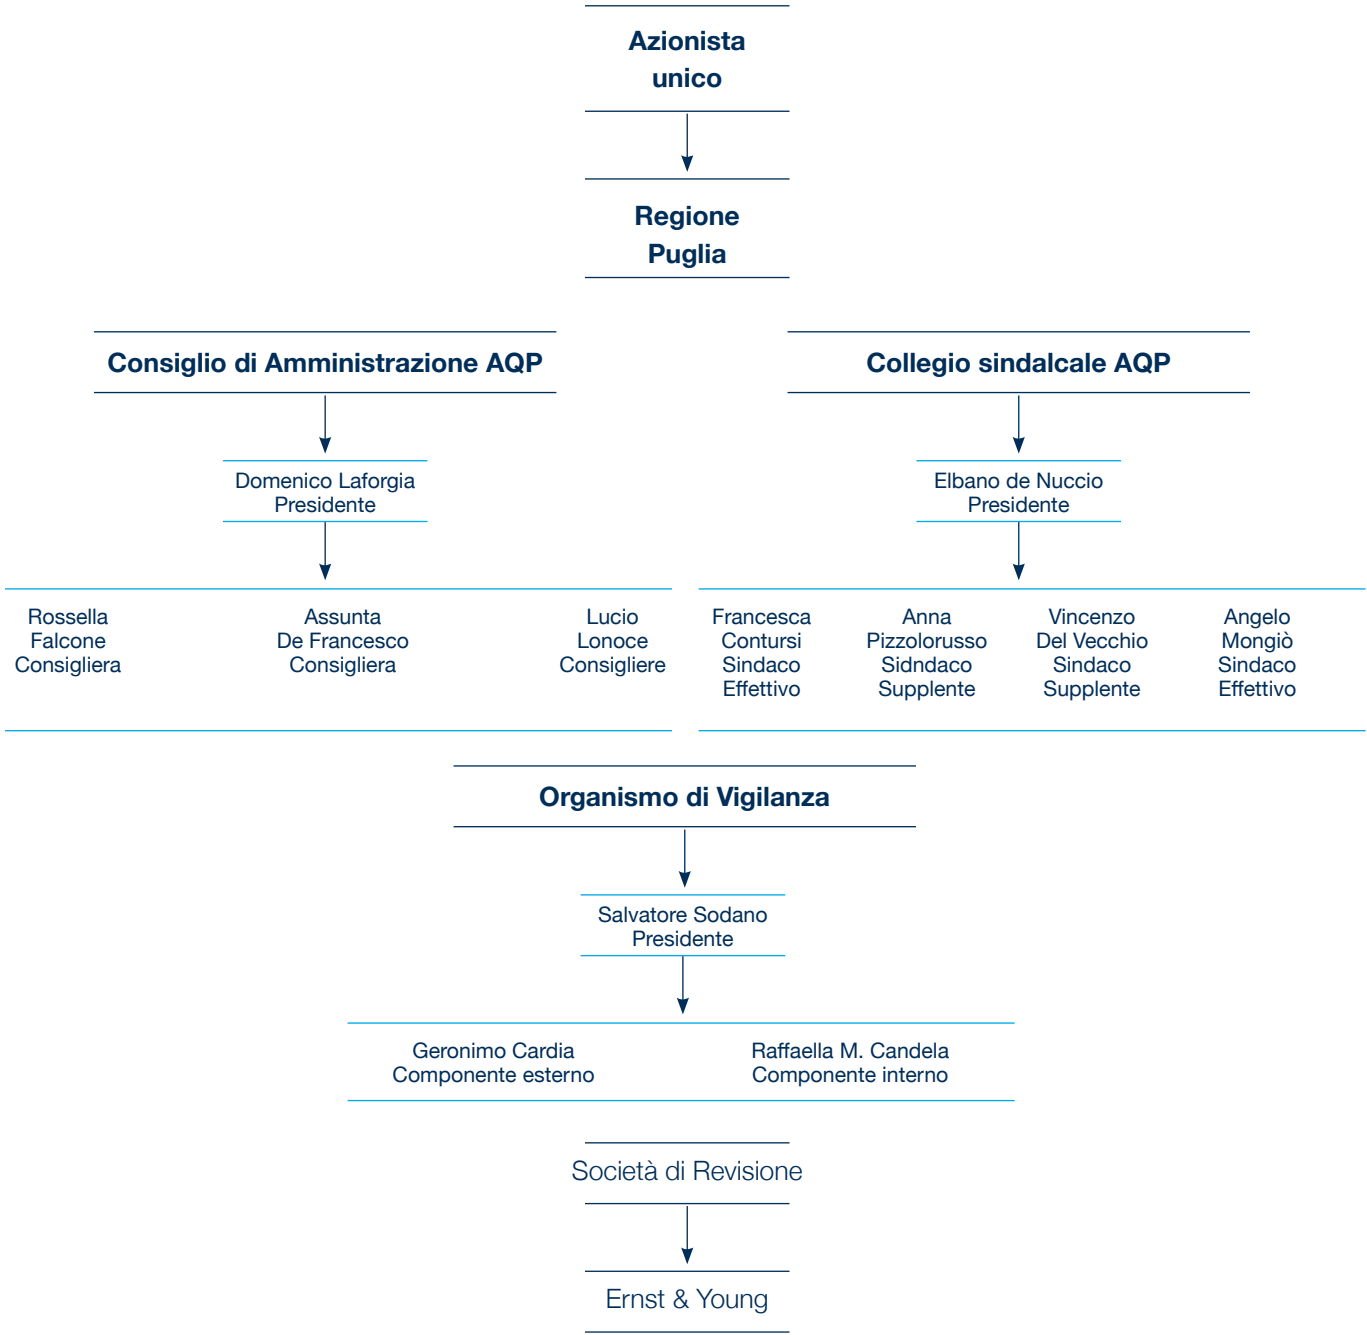 Azionista
unico
Regione
Puglia
Consiglio di Amministrazione AQP
Domenico Laforgia
Presidente
Rossella
Falcone
Consigliera
Assunta
De Francesco
Consigliera
Lucio
Lonoce
Consigliere
Collegio sindalcale AQP
Elbano de Nuccio
Presidente
Francesca
Contursi
Sindaco
Effettivo
Anna
Pizzolorusso
Sidndaco
Supplente
Vincenzo
Del Vecchio
Sindaco
Supplente
Angelo
Mongiò
Sindaco
Effettivo
Organismo di Vigilanza
Salvatore Sodano
Presidente
Geronimo Cardia
Componente esterno
Raffaella M. Candela
Componente interno
Società di Revisione
Ernst & Young